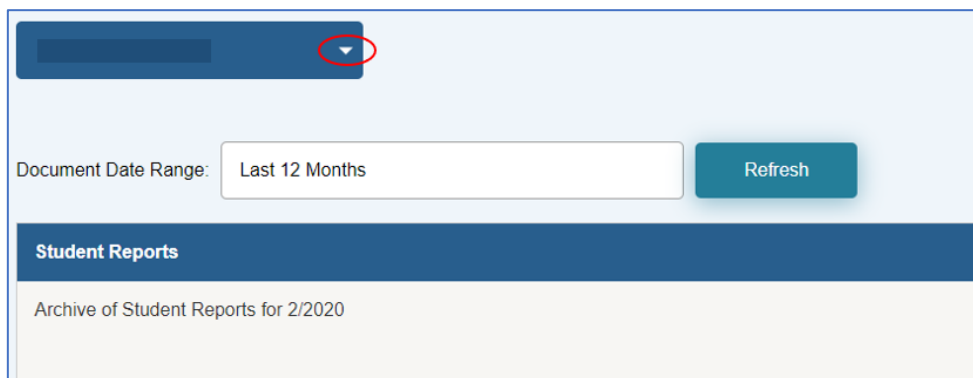 Document Date Range: Last 12 Months Refresh
Student Reports
Archive of Student Reports for 2/2020